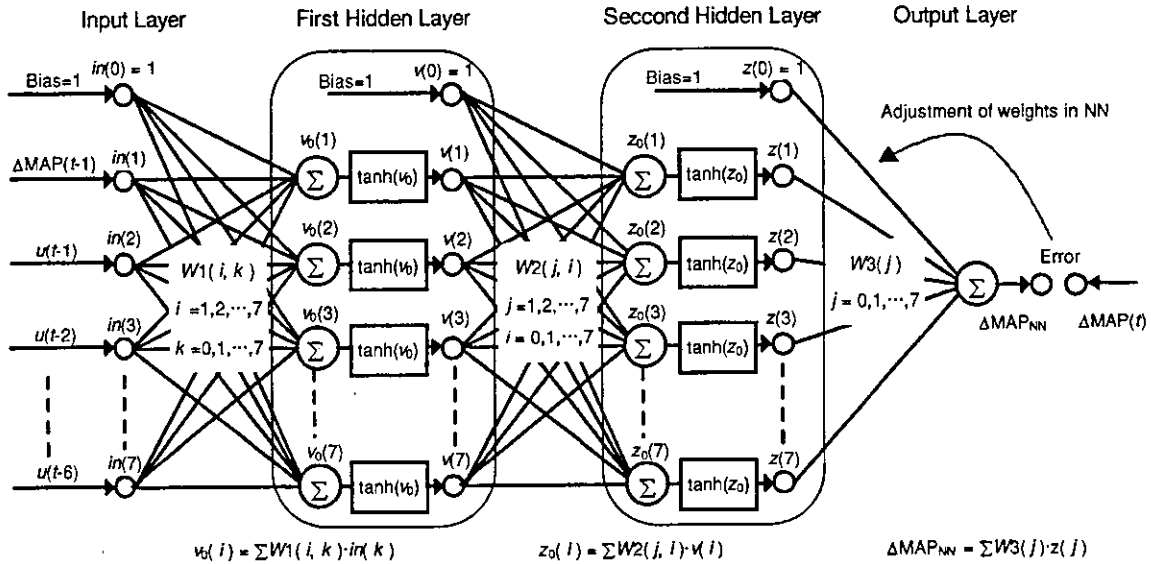 Input Layer
First Hidden Layer
Seccond Hidden Layer
Output Layer
Bias=1
in(0) = 1
Bias=1
v(0) = 1
Bias=1
z(0) = 1
Adjustment of weights in NN
ΔMAP(t-1)
in(1)
v₀(1)
Σ
tanh(v₀)
v(1)
z₀(1)
Σ
tanh(z₀)
z(1)
u(t-1)
in(2)
v₀(2)
Σ
tanh(v₀)
v(2)
z₀(2)
Σ
tanh(z₀)
z(2)
W1(i, k)
i =1,2,···,7
k =0,1,···,7
W2(j, i)
j=1,2,···,7
i = 0,1,···,7
W3(j)
j = 0,1,···,7
Σ
Error
ΔMAP_NN
ΔMAP(t)
u(t-2)
in(3)
v₀(3)
Σ
tanh(v₀)
v(3)
z₀(3)
Σ
tanh(z₀)
z(3)
u(t-6)
in(7)
v₀(7)
Σ
tanh(v₀)
v(7)
z₀(7)
Σ
tanh(z₀)
z(7)
v₀(i) = ΣW1(i, k)·in(k)
z₀(i) = ΣW2(j, i)·v(i)
ΔMAP_NN = ΣW3(j)·z(j)